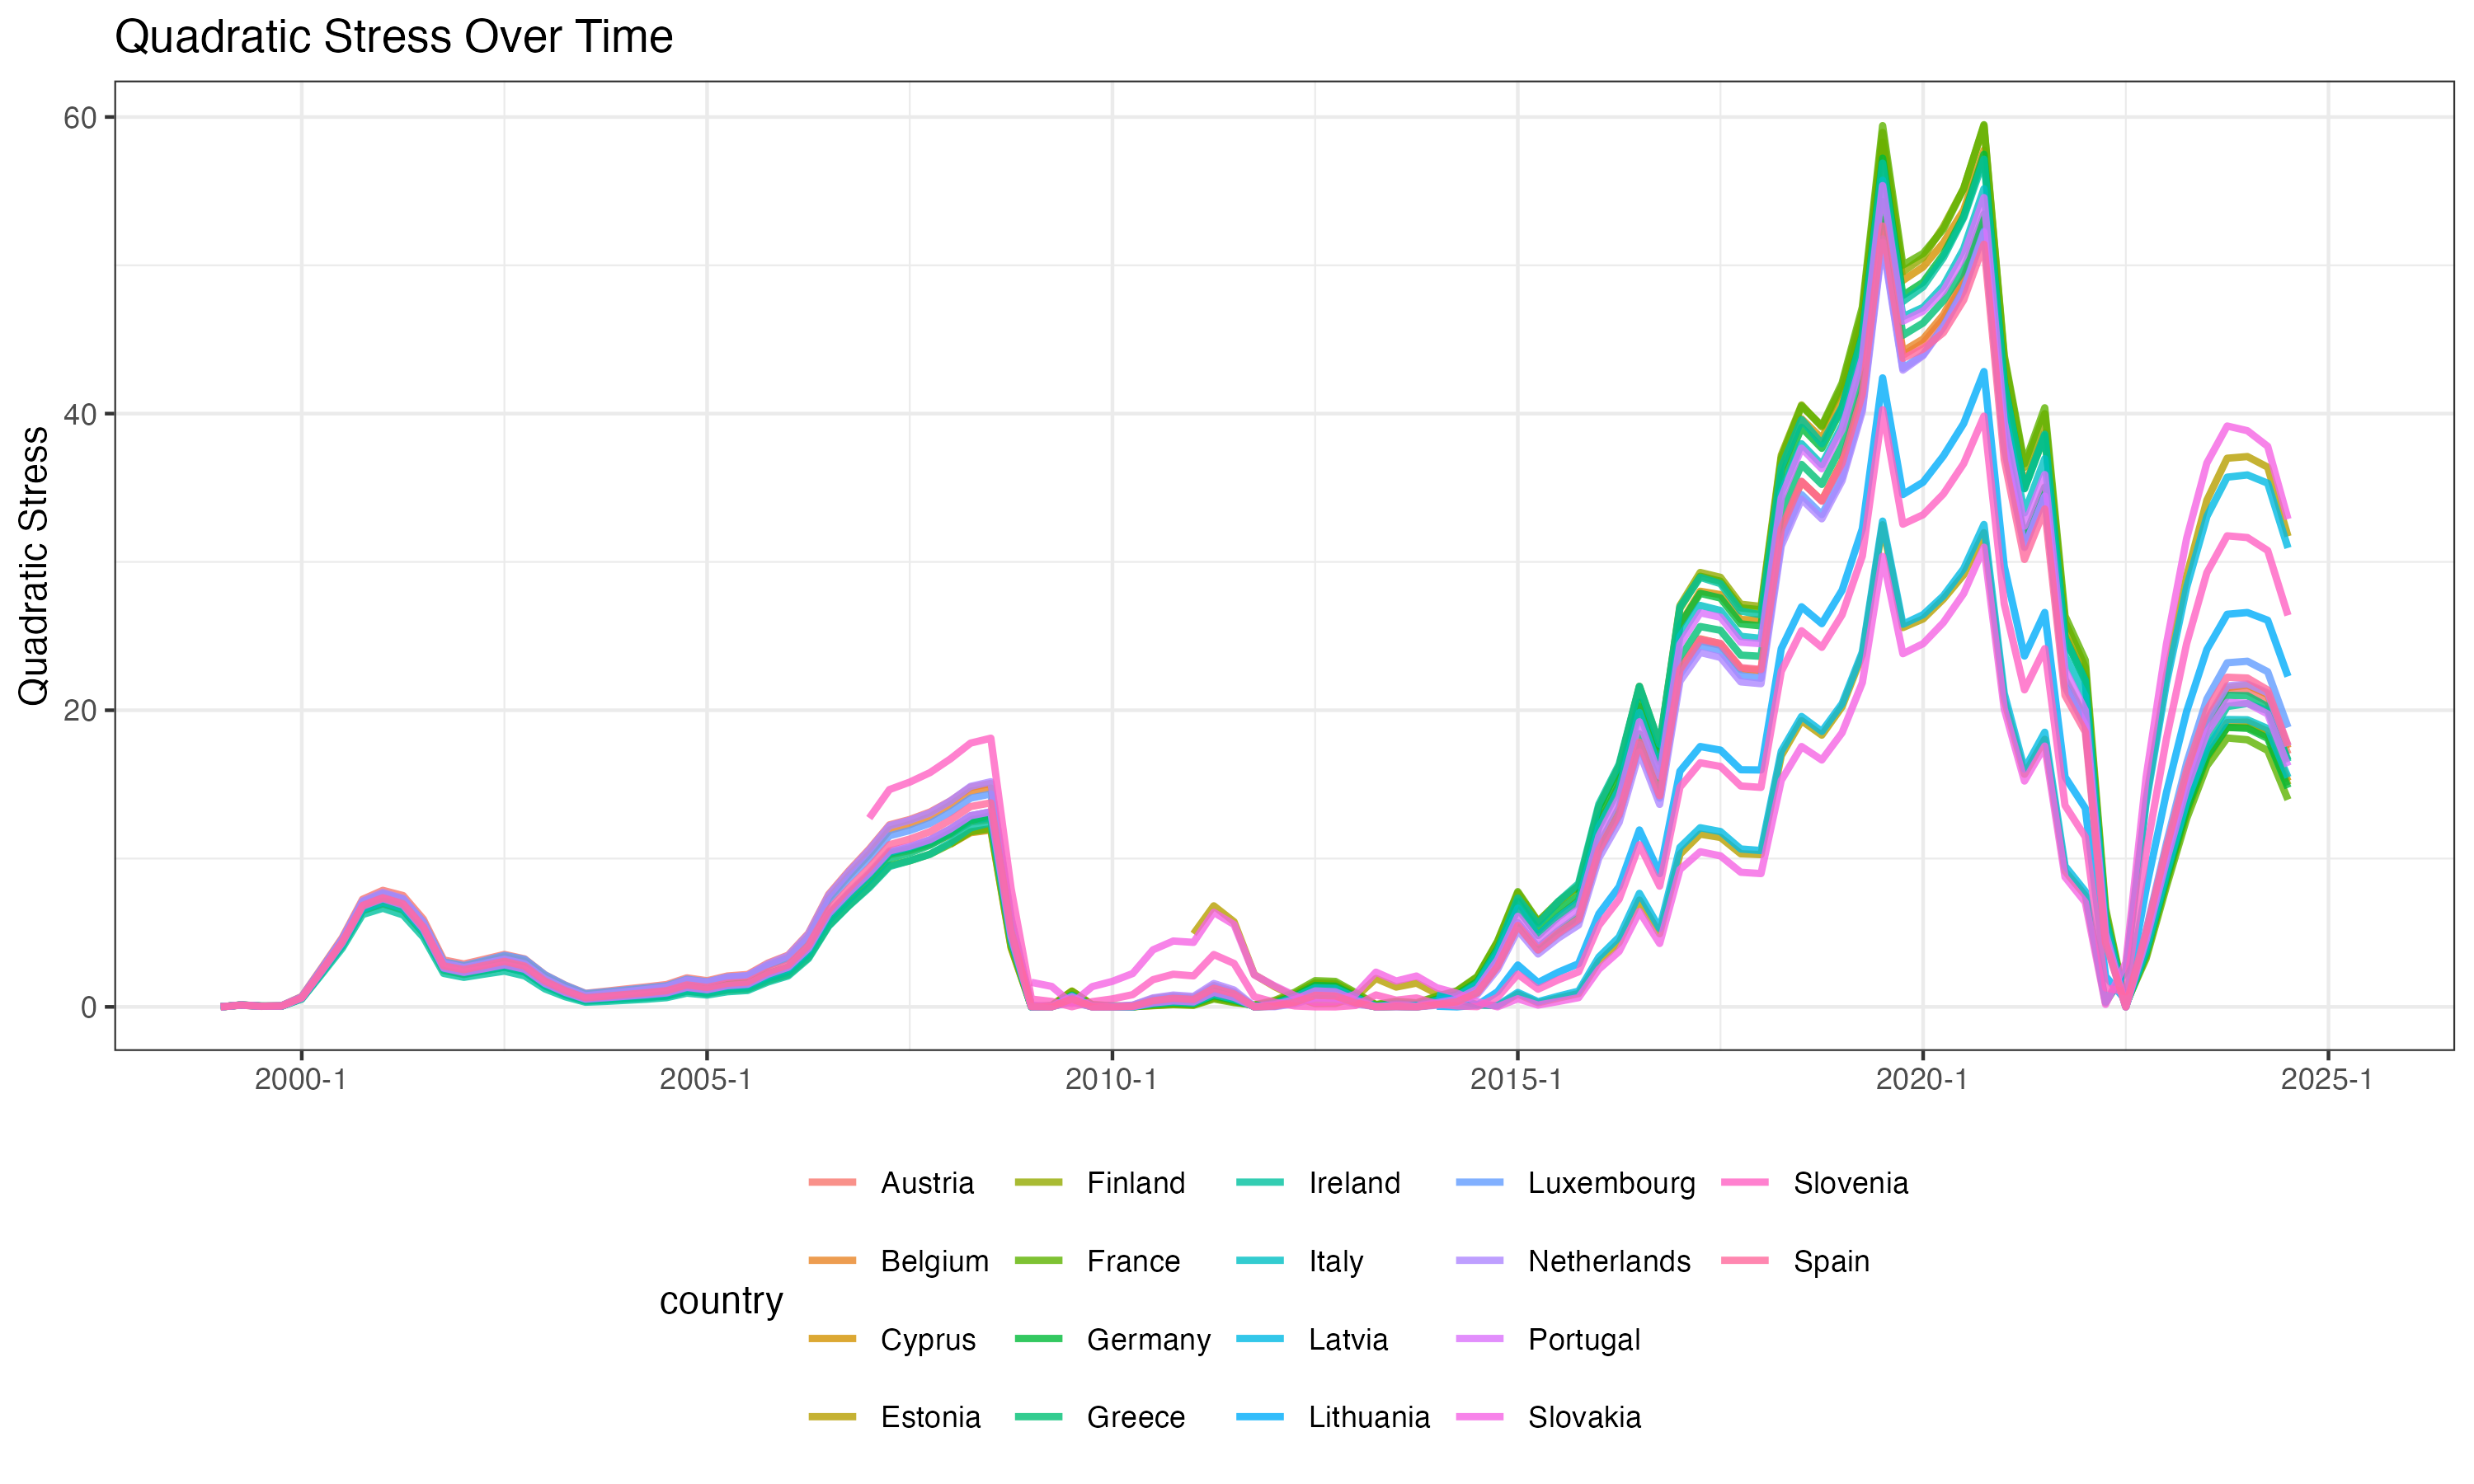 Quadratic Stress Over Time
Quadratic Stress
60
40
20
0
2000-1
2005-1
2010-1
2015-1
2020-1
2025-1
country
Austria
Belgium
Cyprus
Estonia
Finland
France
Germany
Greece
Ireland
Italy
Latvia
Lithuania
Luxembourg
Netherlands
Portugal
Slovakia
Slovenia
Spain